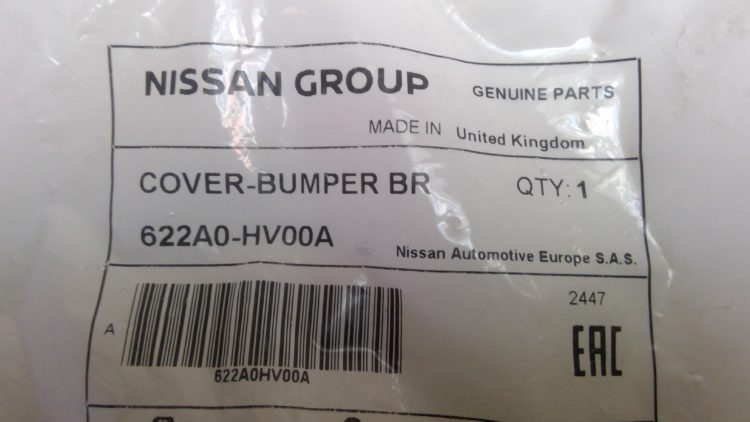 NISSAN GROUP GENUINE PARTS
MADE IN United Kingdom
COVER-BUMPER BR QTY: 1
622A0-HV00A
Nissan Automotive Europe S.A.S.
2447
A
EAC
622A0HV00A